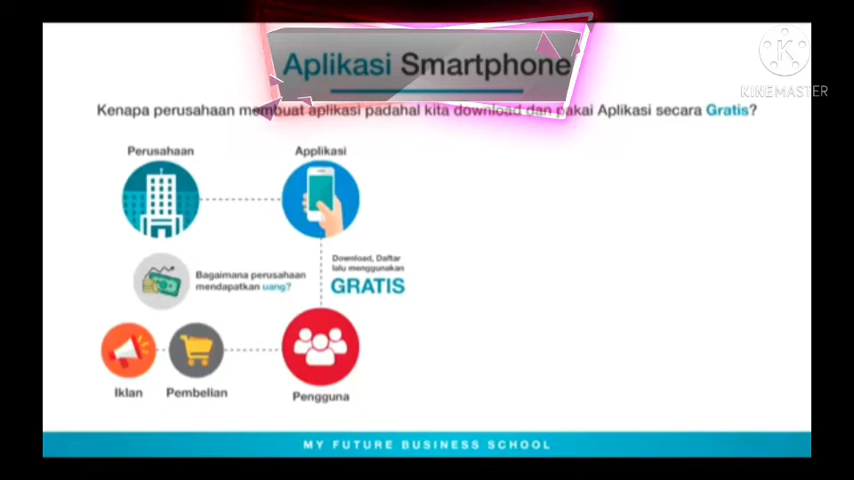 Aplikasi Smartphone
KINEMASTER
Kenapa perusahaan membuat aplikasi padahal kita download dan pakai Aplikasi secara Gratis?
Perusahaan
Applikasi
Download, Daftar
lalu menggunakan
GRATIS
Bagaimana perusahaan
mendapatkan uang?
Iklan
Pembelian
Pengguna
MY FUTURE BUSINESS SCHOOL